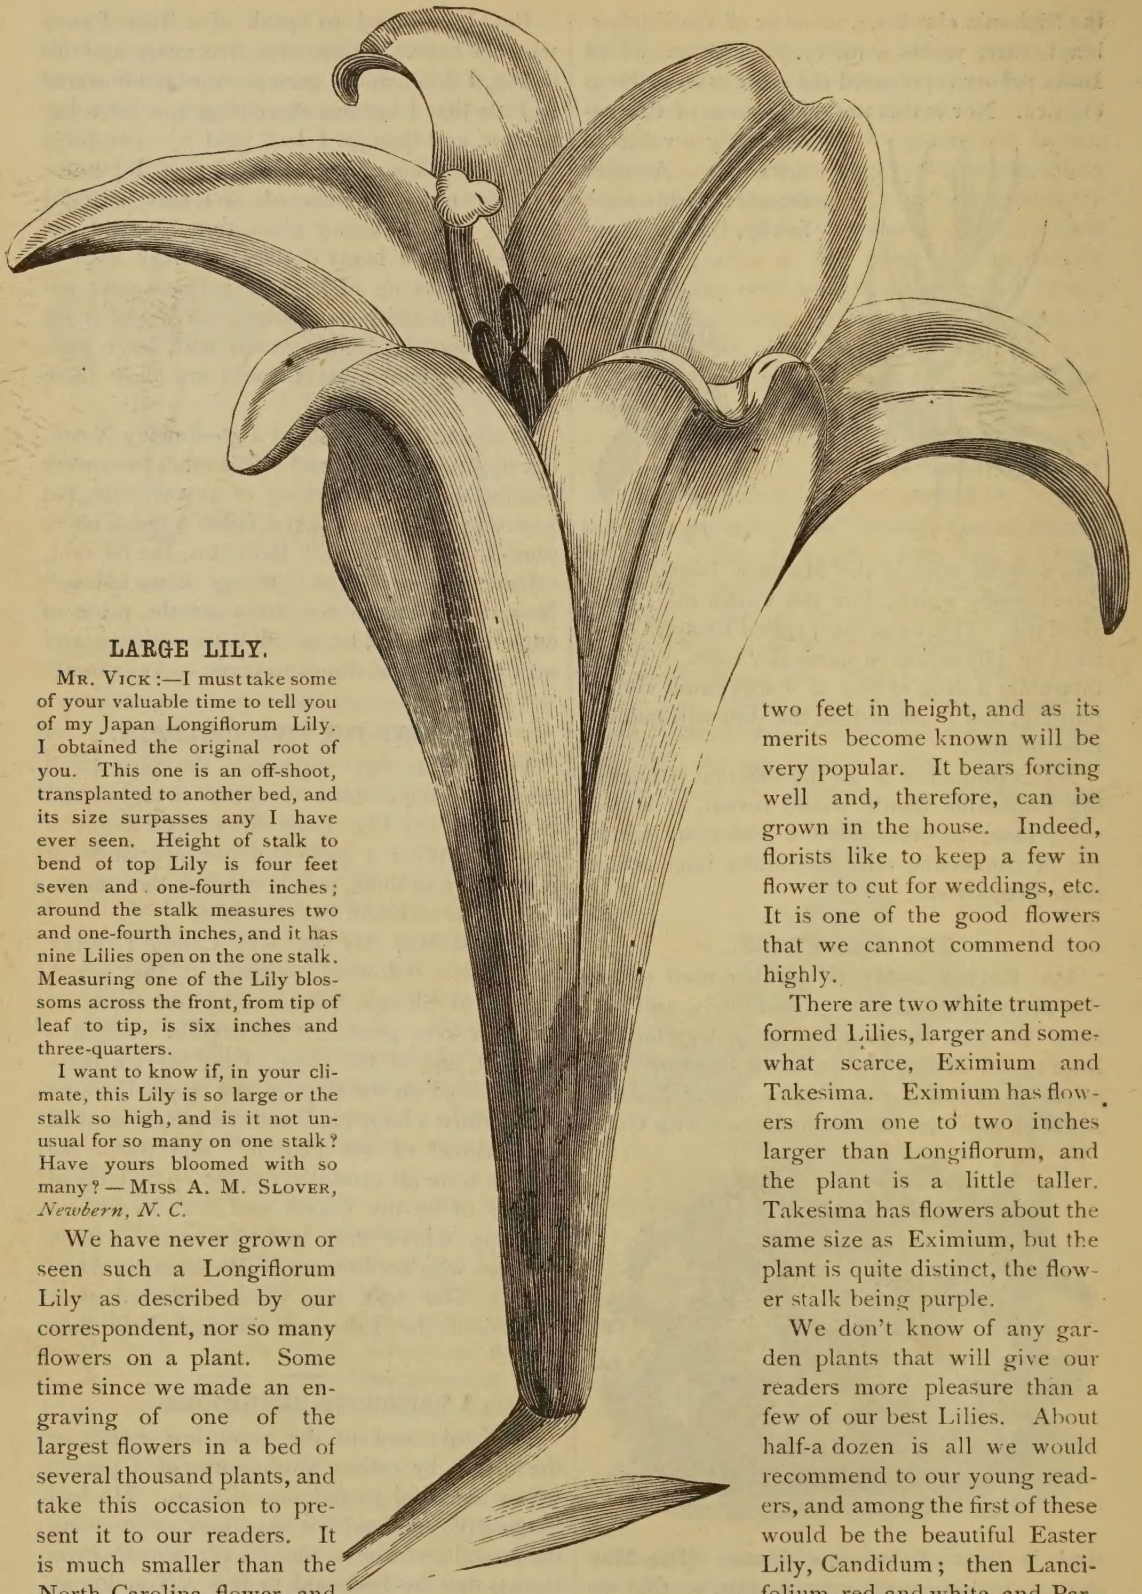 LARGE LILY.
MR. VICK :—I must take some
of your valuable time to tell you
of my Japan Longiflorum Lily.
I obtained the original root of
you. This one is an off-shoot,
transplanted to another bed, and
its size surpasses any I have
ever seen. Height of stalk to
bend of top Lily is four feet
seven and one-fourth inches;
around the stalk measures two
and one-fourth inches, and it has
nine Lilies open on the one stalk.
Measuring one of the Lily blos-
soms across the front, from tip of
leaf to tip, is six inches and
three-quarters.
I want to know if, in your cli-
mate, this Lily is so large or the
stalk so high, and is it not un-
usual for so many on one stalk?
Have yours bloomed with so
many? — MISS A. M. SLOVER,
Newbern, N. C.
We have never grown or
seen such a Longiflorum
Lily as described by our
correspondent, nor so many
flowers on a plant. Some
time since we made an en-
graving of one of the
largest flowers in a bed of
several thousand plants, and
take this occasion to pre-
sent it to our readers. It
is much smaller than the
North Carolina flower, and
two feet in height, and as its
merits become known will be
very popular. It bears forcing
well and, therefore, can be
grown in the house. Indeed,
florists like to keep a few in
flower to cut for weddings, etc.
It is one of the good flowers
that we cannot commend too
highly.
There are two white trumpet-
formed Lilies, larger and some-
what scarce, Eximium and
Takesima. Eximium has flow-
ers from one to two inches
larger than Longiflorum, and
the plant is a little taller.
Takesima has flowers about the
same size as Eximium, but the
plant is quite distinct, the flow-
er stalk being purple.
We don't know of any gar-
den plants that will give our
readers more pleasure than a
few of our best Lilies. About
half-a dozen is all we would
recommend to our young read-
ers, and among the first of these
would be the beautiful Easter
Lily, Candidum; then Lanci-
folium, red and white, and Par-